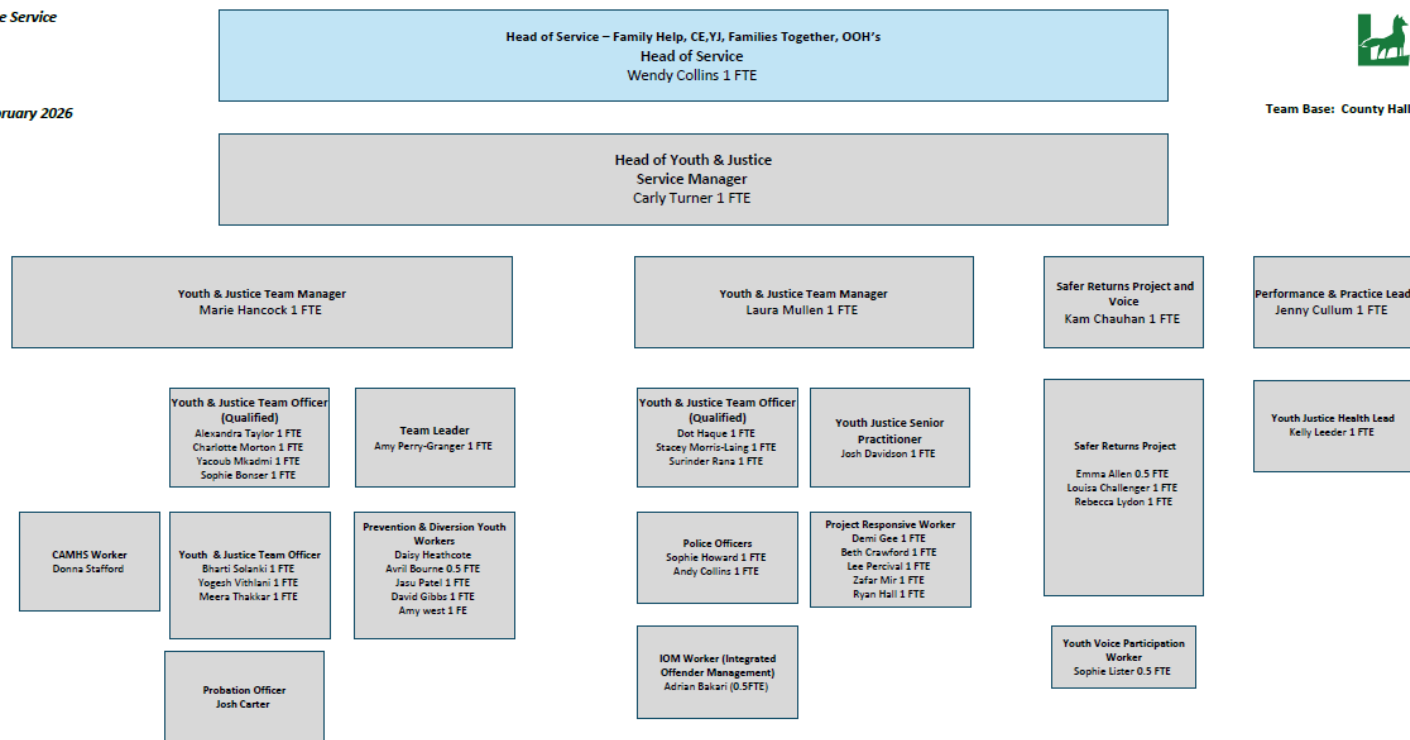 e Service
Head of Service – Family Help, CE,YJ, Families Together, OOH's
Head of Service
Wendy Collins 1 FTE
ruary 2026
Team Base: County Hall
Head of Youth & Justice
Service Manager
Carly Turner 1 FTE
Youth & Justice Team Manager
Marie Hancock 1 FTE
Youth & Justice Team Manager
Laura Mullen 1 FTE
Safer Returns Project and
Voice
Kam Chauhan 1 FTE
Performance & Practice Lead
Jenny Cullum 1 FTE
Youth & Justice Team Officer
(Qualified)
Alexandra Taylor 1 FTE
Charlotte Morton 1 FTE
Yacoub Mkadmi 1 FTE
Sophie Bonser 1 FTE
Team Leader
Amy Perry-Granger 1 FTE
Youth & Justice Team Officer
(Qualified)
Dot Haque 1 FTE
Stacey Morris-Laing 1 FTE
Surinder Rana 1 FTE
Youth Justice Senior
Practitioner
Josh Davidson 1 FTE
Safer Returns Project
Emma Allen 0.5 FTE
Louisa Challenger 1 FTE
Rebecca Lydon 1 FTE
Youth Justice Health Lead
Kelly Leeder 1 FTE
CAMHS Worker
Donna Stafford
Youth & Justice Team Officer
Bharti Solanki 1 FTE
Yogesh Vithlani 1 FTE
Meera Thakkar 1 FTE
Prevention & Diversion Youth
Workers
Daisy Heathcote
Avril Bourne 0.5 FTE
Jasu Patel 1 FTE
David Gibbs 1 FTE
Amy west 1 FE
Police Officers
Sophie Howard 1 FTE
Andy Collins 1 FTE
Project Responsive Worker
Demi Gee 1 FTE
Beth Crawford 1 FTE
Lee Percival 1 FTE
Zafar Mir 1 FTE
Ryan Hall 1 FTE
Probation Officer
Josh Carter
IOM Worker (Integrated
Offender Management)
Adrian Bakari (0.5FTE)
Youth Voice Participation
Worker
Sophie Lister 0.5 FTE